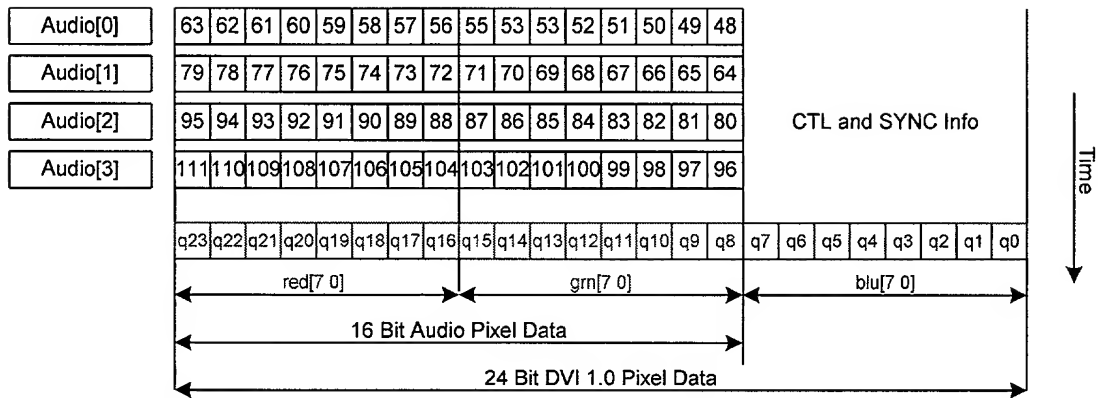 Audio[0] 63 62 61 60 59 58 57 56 55 53 53 52 51 50 49 48
Audio[1] 79 78 77 76 75 74 73 72 71 70 69 68 67 66 65 64
Audio[2] 95 94 93 92 91 90 89 88 87 86 85 84 83 82 81 80 CTL and SYNC Info
Audio[3] 111 110 109 108 107 106 105 104 103 102 101 100 99 98 97 96
Time
q23 q22 q21 q20 q19 q18 q17 q16 q15 q14 q13 q12 q11 q10 q9 q8 q7 q6 q5 q4 q3 q2 q1 q0
red[7 0] grn[7 0] blu[7 0]
16 Bit Audio Pixel Data
24 Bit DVI 1.0 Pixel Data